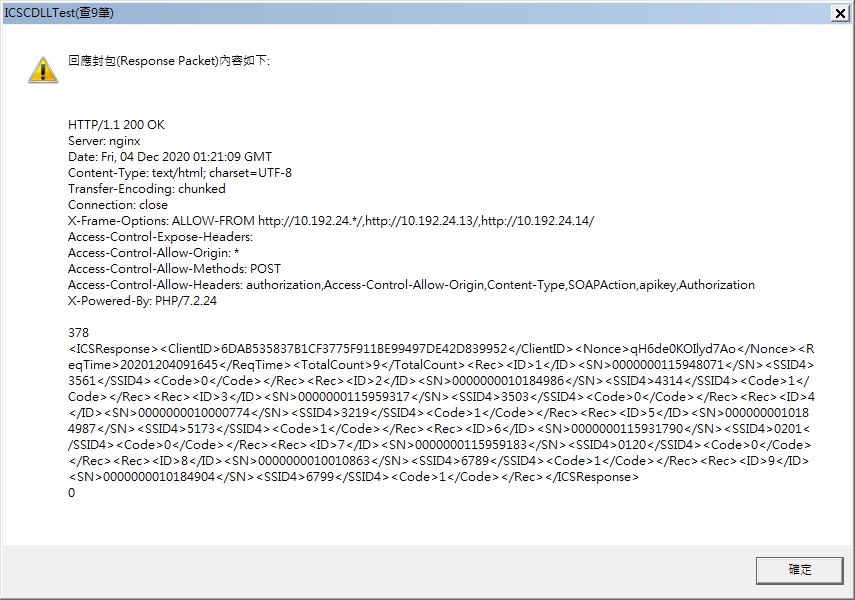 ICSCDLLTest(查9筆)
回應封包(Response Packet)內容如下:
HTTP/1.1 200 OK
Server: nginx
Date: Fri, 04 Dec 2020 01:21:09 GMT
Content-Type: text/html; charset=UTF-8
Transfer-Encoding: chunked
Connection: close
X-Frame-Options: ALLOW-FROM http://10.192.24.*/,http://10.192.24.13/,http://10.192.24.14/
Access-Control-Expose-Headers:
Access-Control-Allow-Origin: *
Access-Control-Allow-Methods: POST
Access-Control-Allow-Headers: authorization,Access-Control-Allow-Origin,Content-Type,SOAPAction,apikey,Authorization
X-Powered-By: PHP/7.2.24
378
<ICSResponse><ClientID>6DAB535837B1CF3775F911BE99497DE42D839952</ClientID><Nonce>qH6de0KOIlyd7Ao</Nonce><R
eqTime>20201204091645</ReqTime><TotalCount>9</TotalCount><Rec><ID>1</ID><SN>0000000115948071</SN><SSID4>
3561</SSID4><Code>0</Code></Rec><Rec><ID>2</ID><SN>0000000010184986</SN><SSID4>4314</SSID4><Code>1</
Code></Rec><Rec><ID>3</ID><SN>0000000115959317</SN><SSID4>3503</SSID4><Code>0</Code></Rec><Rec><ID>4
</ID><SN>0000000010000774</SN><SSID4>3219</SSID4><Code>1</Code></Rec><Rec><ID>5</ID><SN>000000001018
4987</SN><SSID4>5173</SSID4><Code>1</Code></Rec><Rec><ID>6</ID><SN>0000000115931790</SN><SSID4>0201<
/SSID4><Code>0</Code></Rec><Rec><ID>7</ID><SN>0000000115959183</SN><SSID4>0120</SSID4><Code>0</Code>
</Rec><Rec><ID>8</ID><SN>0000000010010863</SN><SSID4>6789</SSID4><Code>1</Code></Rec><Rec><ID>9</ID>
<SN>0000000010184904</SN><SSID4>6799</SSID4><Code>1</Code></Rec></ICSResponse>
0
確定